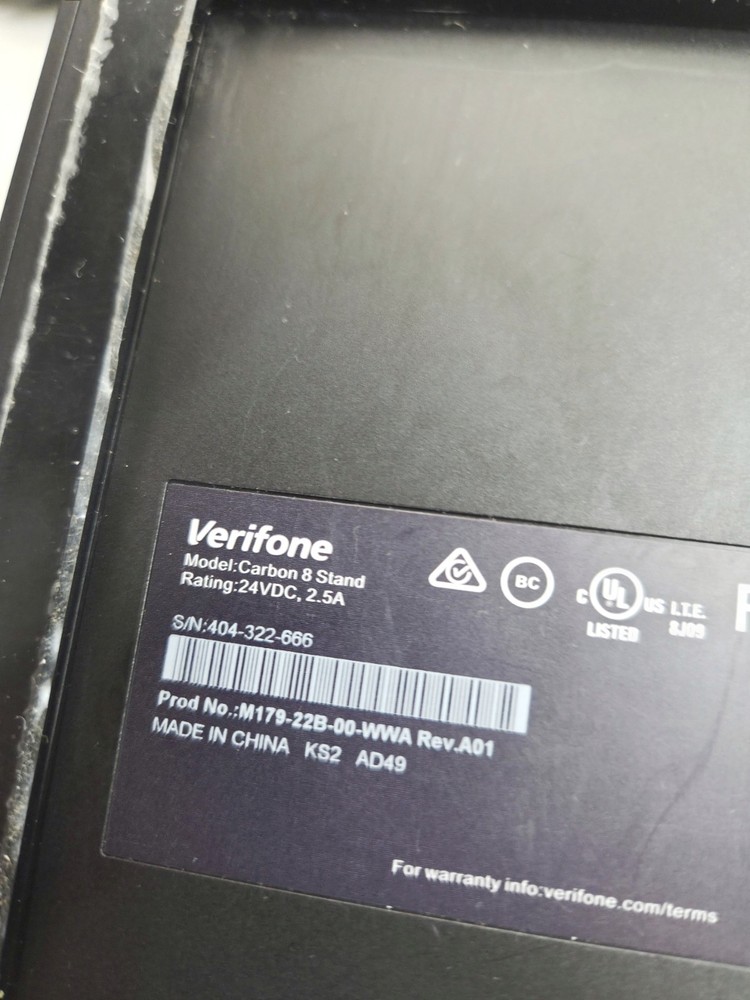 Verifone
Model:Carbon 8 Stand
Rating:24VDC, 2.5A
S/N:404-322-666
Prod No.:M179-22B-00-WWA Rev.A01
MADE IN CHINA KS2 AD49
BC
C UL US
LISTED
I.T.E.
8J09
For warranty info:verifone.com/terms